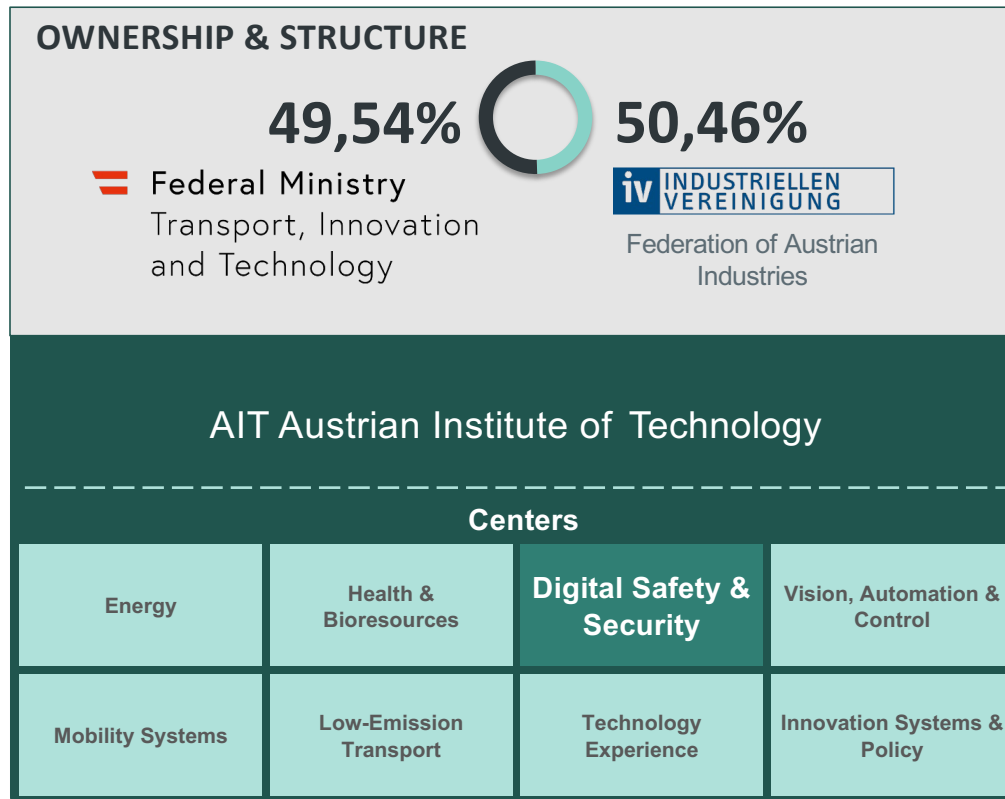 OWNERSHIP & STRUCTURE
49,54%
50,46%
Federal Ministry
Transport, Innovation
and Technology
iv INDUSTRIELLEN
VEREINIGUNG
Federation of Austrian
Industries
AIT Austrian Institute of Technology
Centers
Energy
Health &
Bioresources
Digital Safety &
Security
Vision, Automation &
Control
Mobility Systems
Low-Emission
Transport
Technology
Experience
Innovation Systems &
Policy